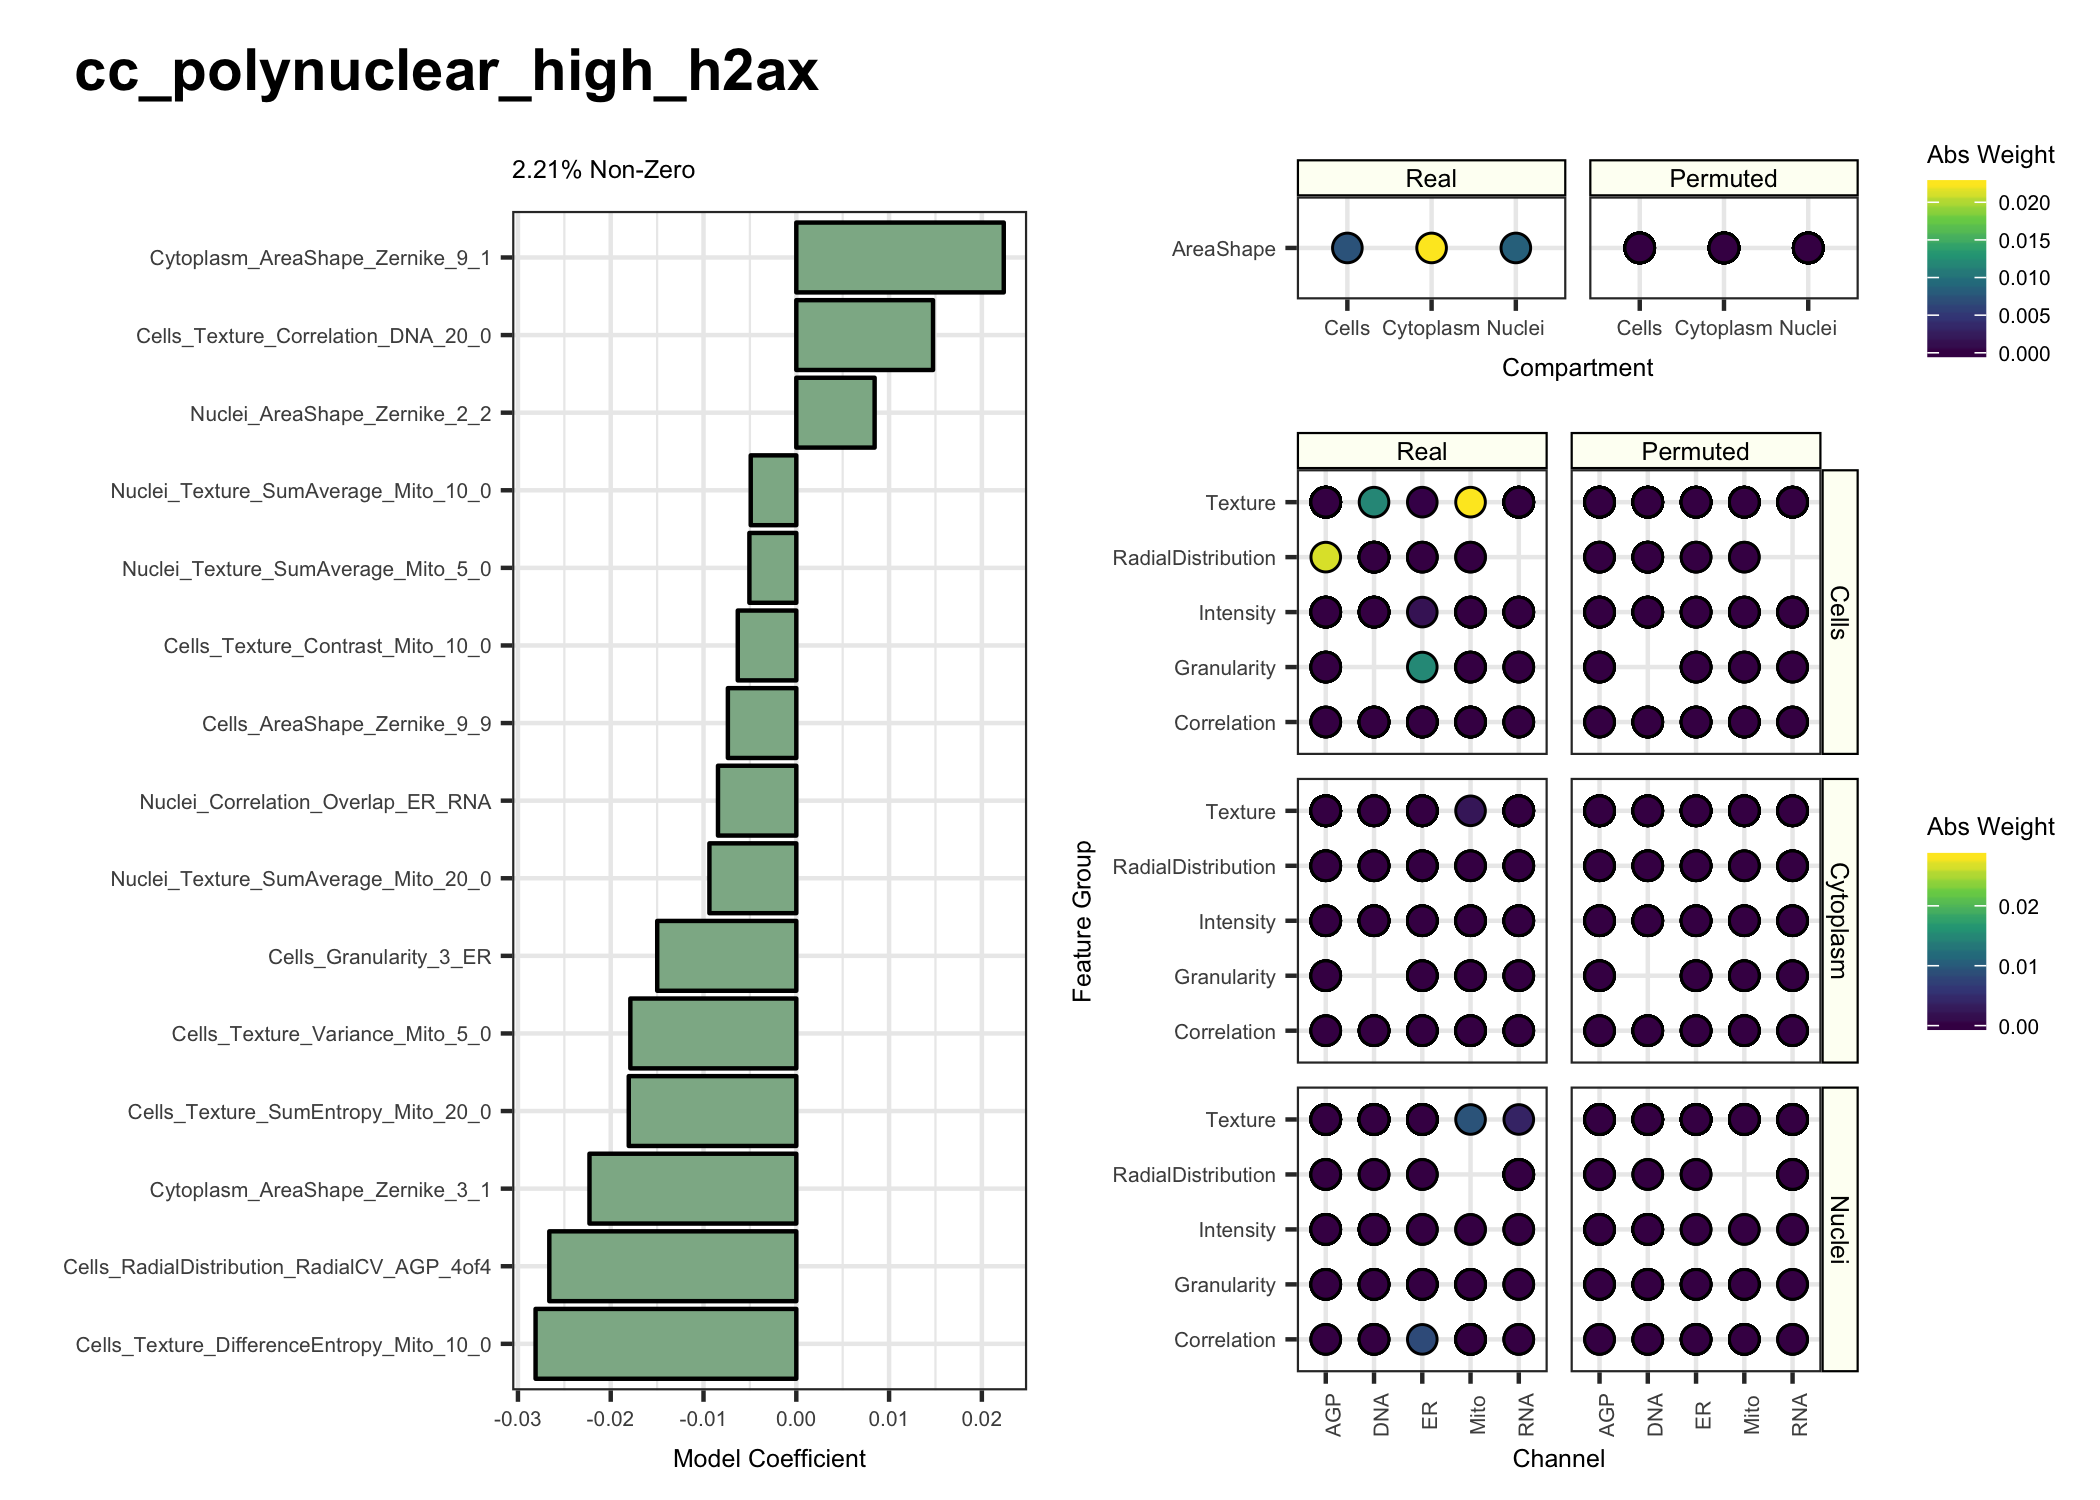 cc_polynuclear_high_h2ax
2.21% Non-Zero
Cytoplasm_AreaShape_Zernike_9_1
Cells_Texture_Correlation_DNA_20_0
Nuclei_AreaShape_Zernike_2_2
Nuclei_Texture_SumAverage_Mito_10_0
Nuclei_Texture_SumAverage_Mito_5_0
Cells_Texture_Contrast_Mito_10_0
Cells_AreaShape_Zernike_9_9
Nuclei_Correlation_Overlap_ER_RNA
Nuclei_Texture_SumAverage_Mito_20_0
Cells_Granularity_3_ER
Cells_Texture_Variance_Mito_5_0
Cells_Texture_SumEntropy_Mito_20_0
Cytoplasm_AreaShape_Zernike_3_1
Cells_RadialDistribution_RadialCV_AGP_4of4
Cells_Texture_DifferenceEntropy_Mito_10_0
-0.03 -0.02 -0.01 0.00 0.01 0.02
Model Coefficient
Real Permuted
AreaShape
Cells Cytoplasm Nuclei Cells Cytoplasm Nuclei
Compartment
Abs Weight
0.020
0.015
0.010
0.005
0.000
Feature Group
Real Permuted
Texture
RadialDistribution
Intensity
Granularity
Correlation
Cells
Texture
RadialDistribution
Intensity
Granularity
Correlation
Cytoplasm
Texture
RadialDistribution
Intensity
Granularity
Correlation
Nuclei
AGP DNA ER Mito RNA AGP DNA ER Mito RNA
Channel
Abs Weight
0.02
0.01
0.00